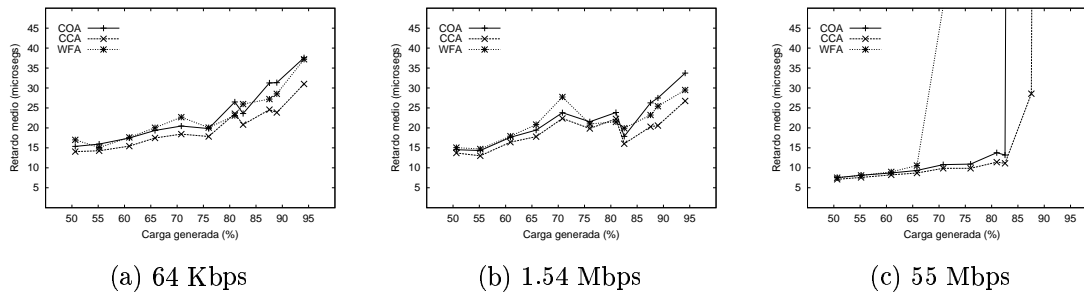 Retardo medio (microsegs)
45
40
35
30
25
20
15
10
5
COA
CCA
WFA
50 55 60 65 70 75 80 85 90 95
Carga generada (%)
(a) 64 Kbps
Retardo medio (microsegs)
45
40
35
30
25
20
15
10
5
COA
CCA
WFA
50 55 60 65 70 75 80 85 90 95
Carga generada (%)
(b) 1.54 Mbps
Retardo medio (microsegs)
45
40
35
30
25
20
15
10
5
COA
CCA
WFA
50 55 60 65 70 75 80 85 90 95
Carga generada (%)
(c) 55 Mbps